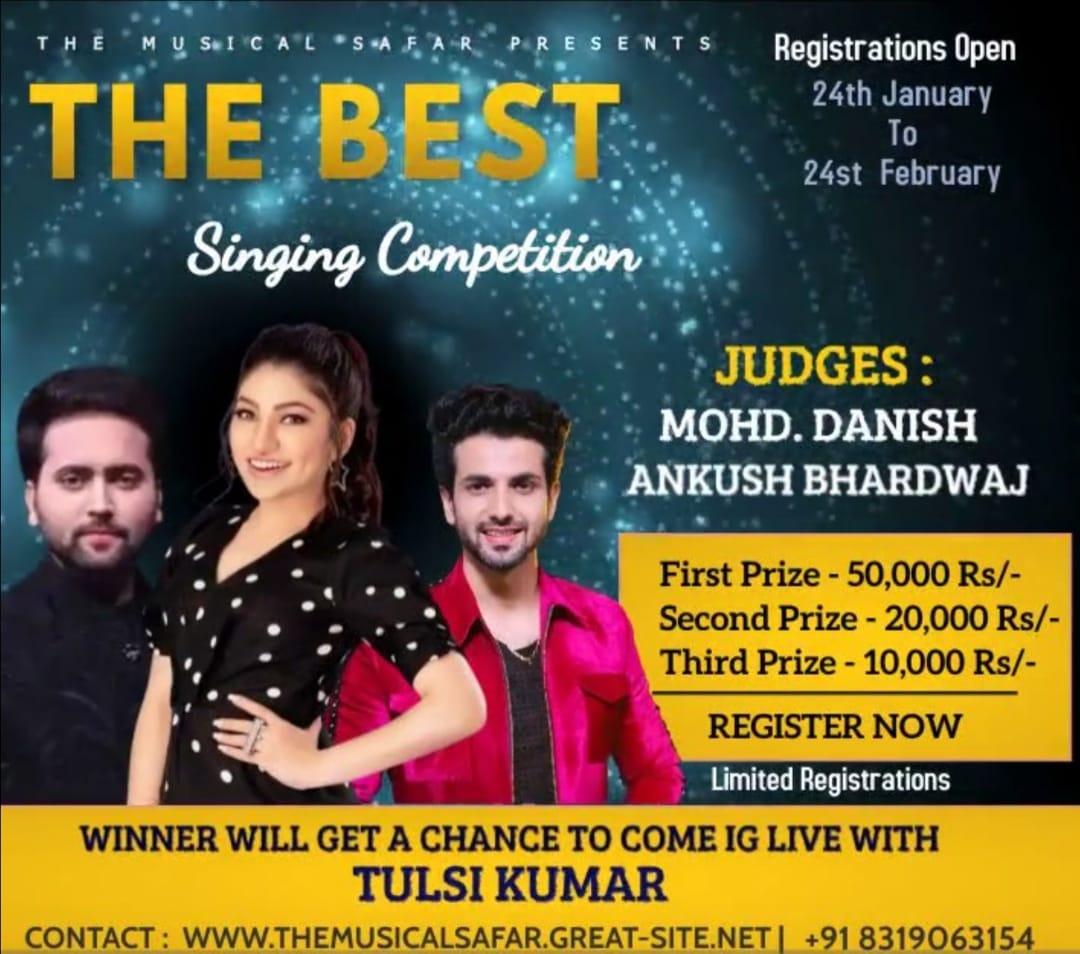 THE MUSICAL SAFAR PRESENTS
THE BEST
Singing Competition
Registrations Open
24th January
To
24st February
JUDGES :
MOHD. DANISH
ANKUSH BHARDWAJ
First Prize - 50,000 Rs/-
Second Prize - 20,000 Rs/-
Third Prize - 10,000 Rs/-
REGISTER NOW
Limited Registrations
WINNER WILL GET A CHANCE TO COME IG LIVE WITH
TULSI KUMAR
CONTACT : WWW.THEMUSICALSAFAR.GREAT-SITE.NET | +91 8319063154